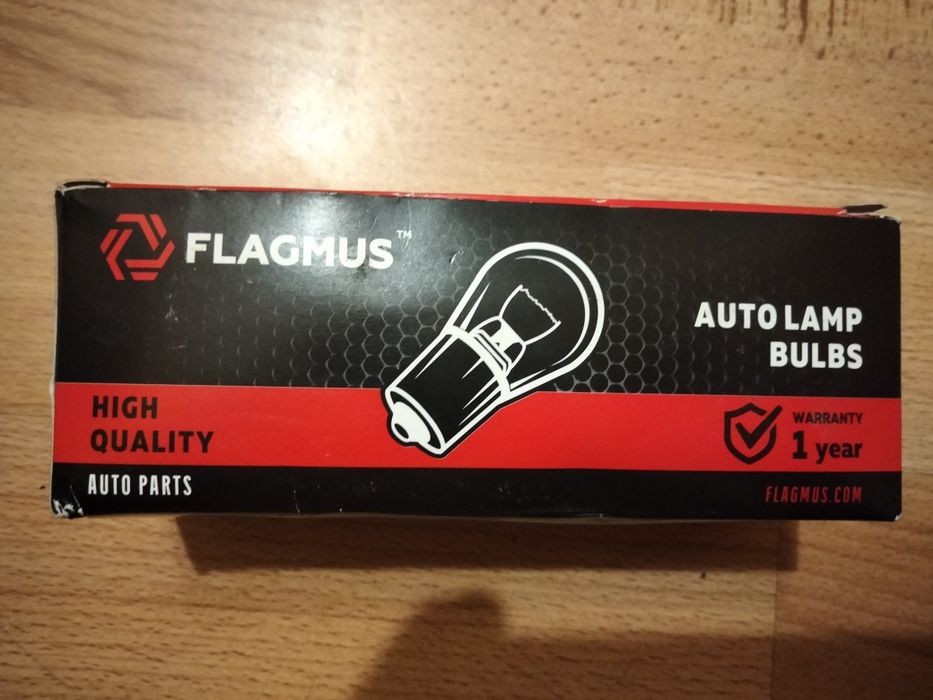 FLAGMUS™
AUTO LAMP
BULBS
HIGH
QUALITY
WARRANTY
1 year
AUTO PARTS
FLAGMUS.COM